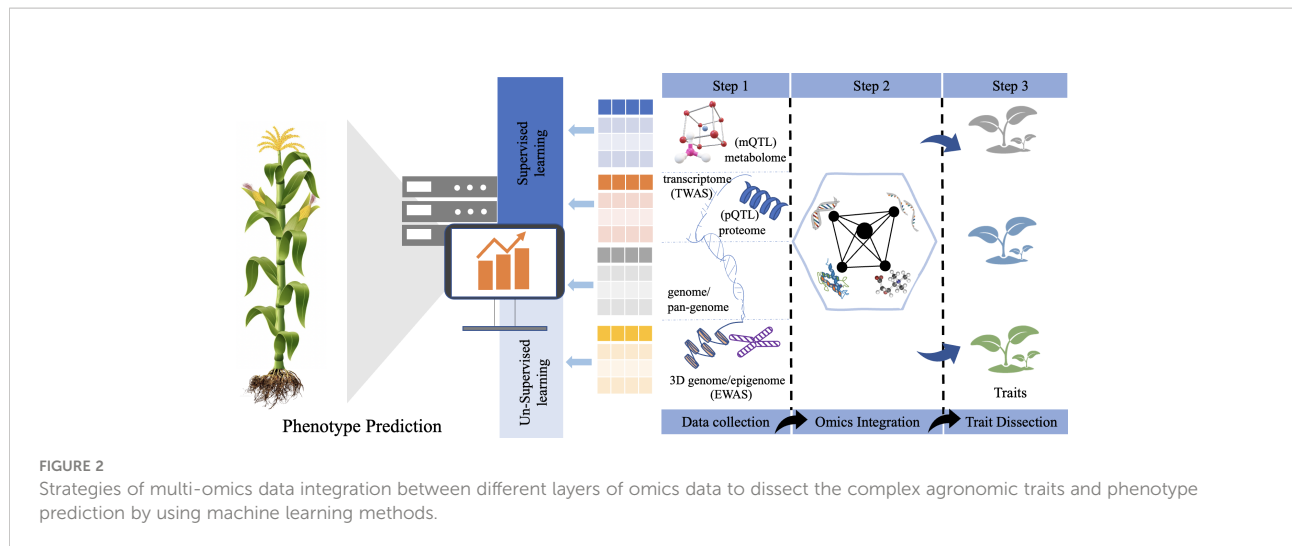 Step 1
Step 2
Step 3
Supervised
learning
(mQTL)
metabolome
transcriptome
(TWAS)
(pQTL)
proteome
genome/
pan-genome
3D genome/epigenome
(EWAS)
Traits
Un-Supervised
learning
Phenotype Prediction
Data collection
Omics Integration
Trait Dissection
FIGURE 2
Strategies of multi-omics data integration between different layers of omics data to dissect the complex agronomic traits and phenotype
prediction by using machine learning methods.